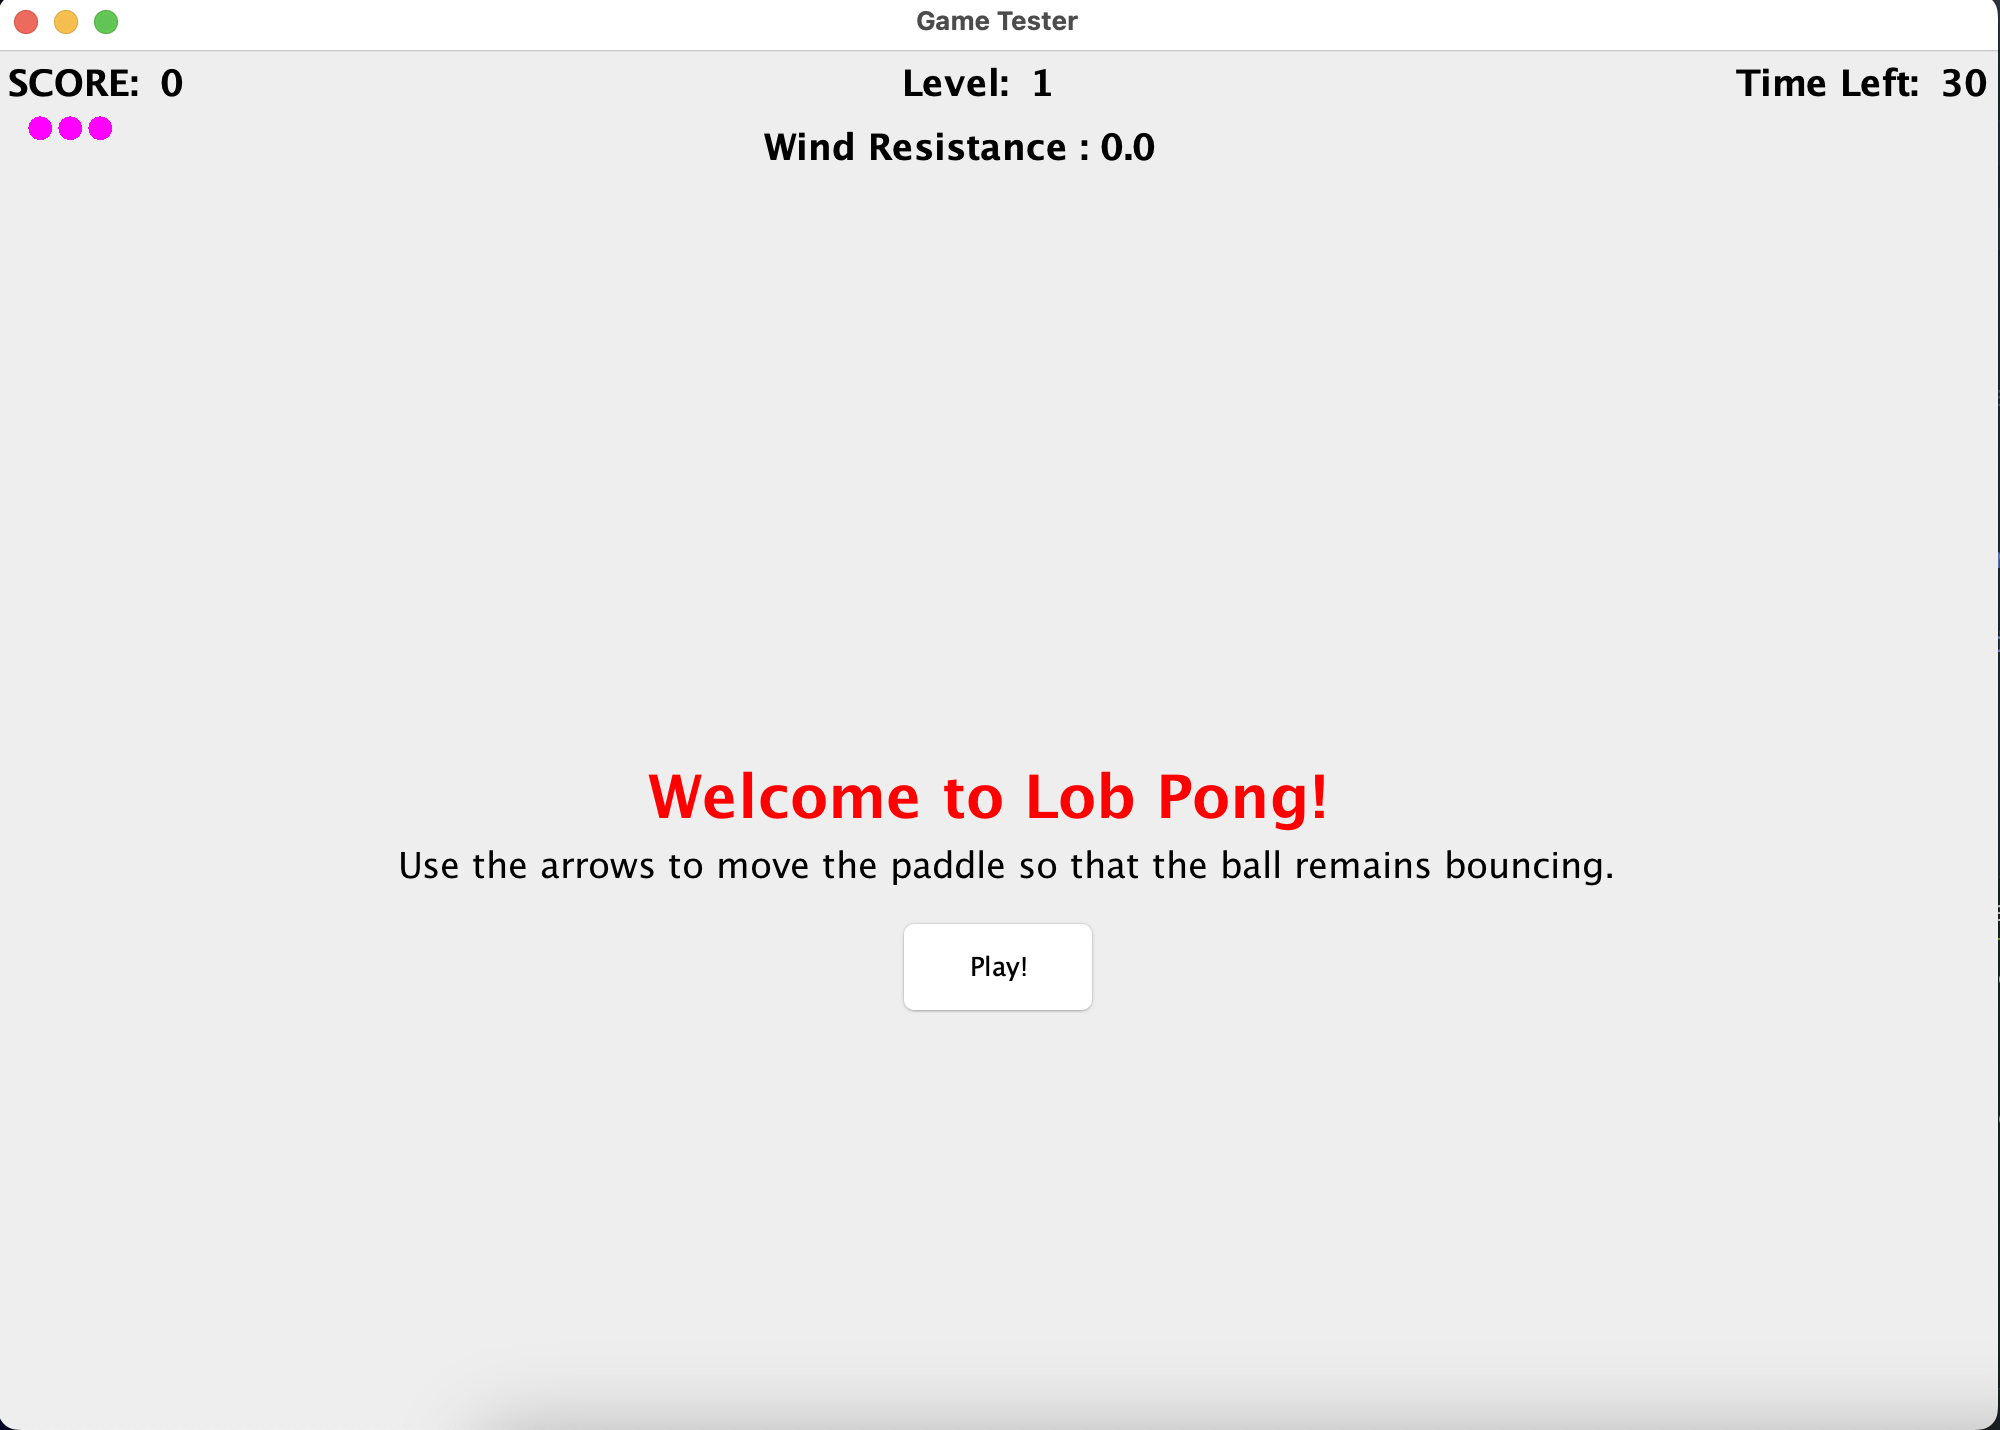 Game Tester
SCORE: 0
Level: 1
Time Left: 30
Wind Resistance : 0.0
Welcome to Lob Pong!
Use the arrows to move the paddle so that the ball remains bouncing.
Play!